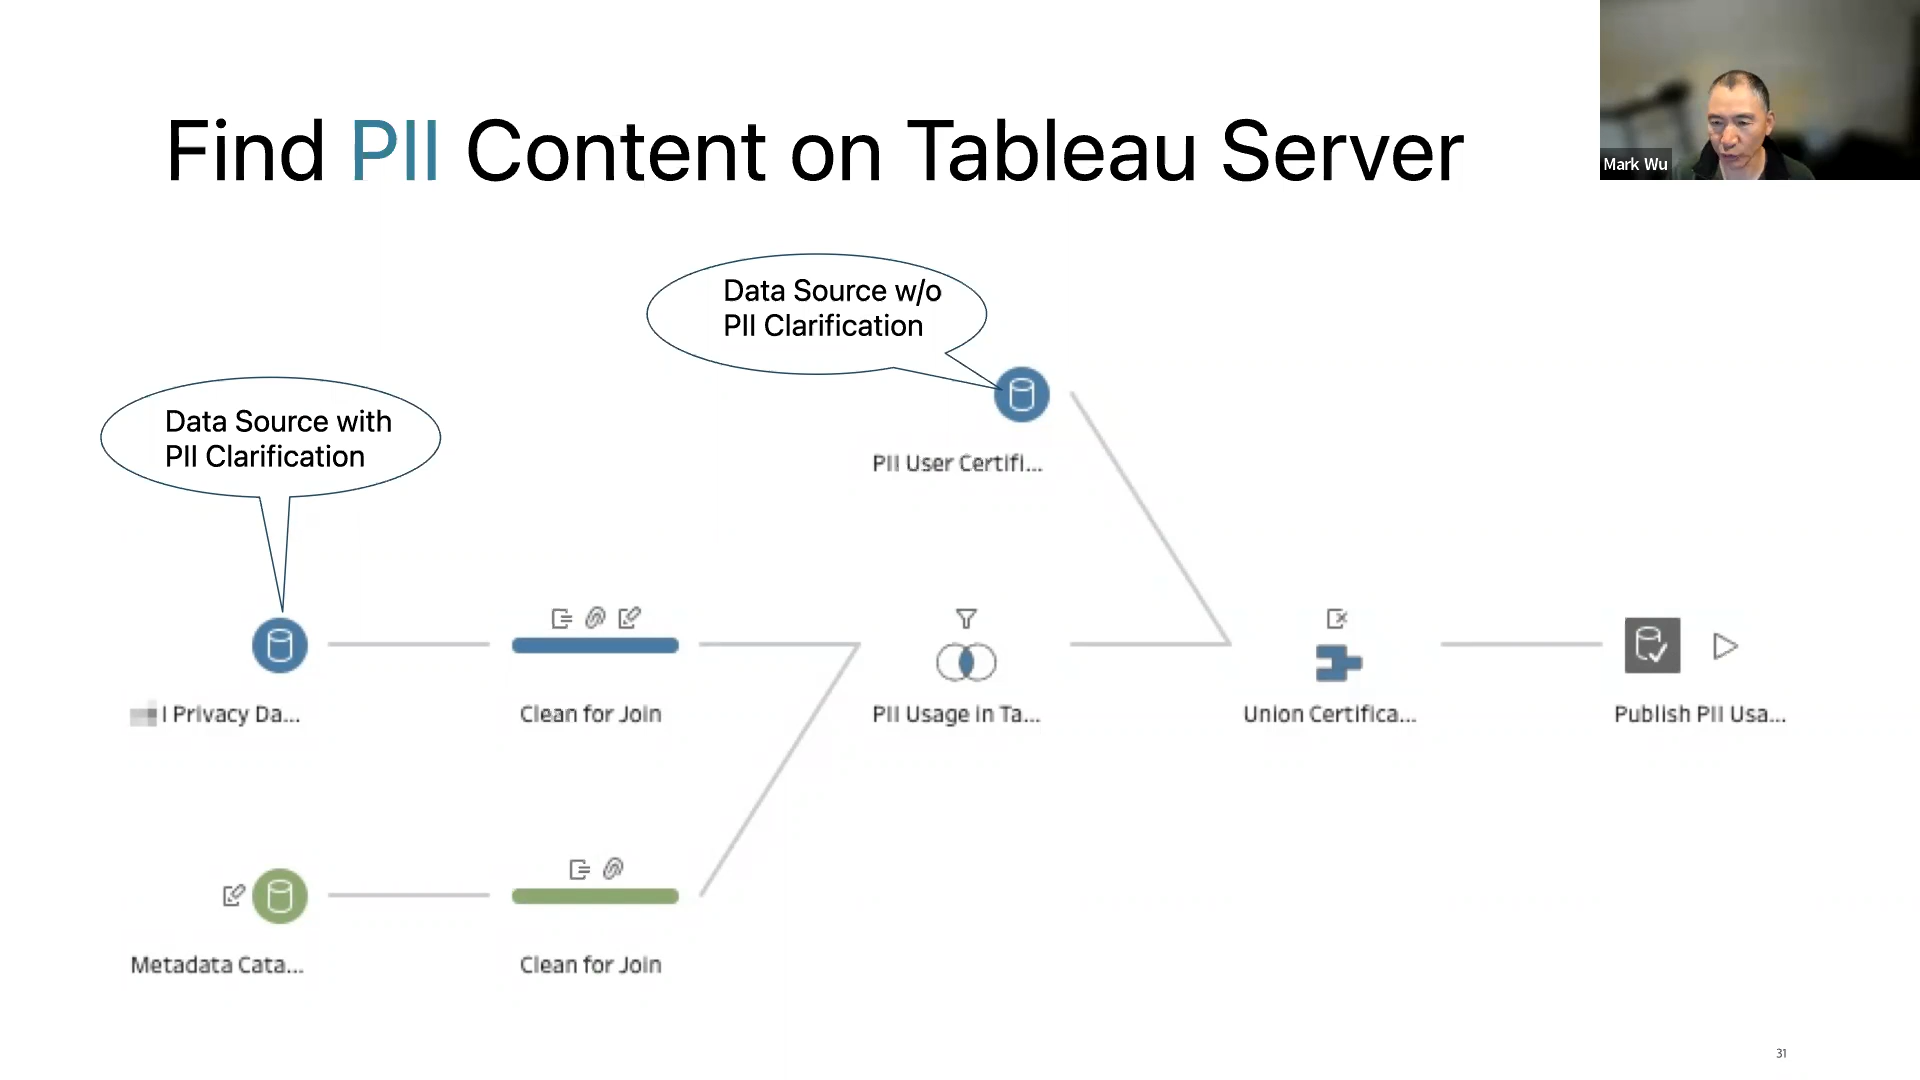 Find PII Content on Tableau Server
Mark Wu
Data Source w/o
PII Clarification
Data Source with
PII Clarification
PII User Certifi...
I Privacy Da...
Clean for Join
PII Usage in Ta...
Union Certifica...
Publish PII Usa...
Metadata Cata...
Clean for Join
31